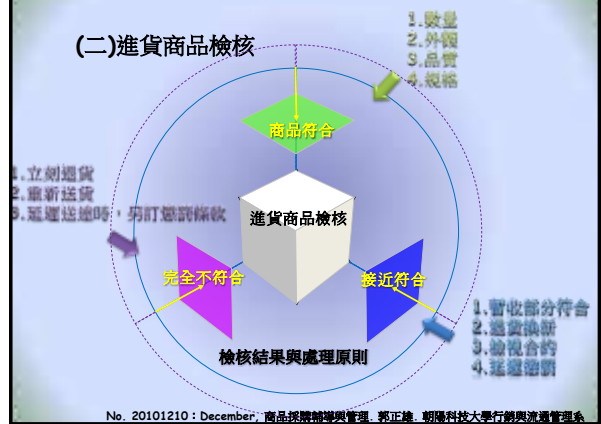 (二)進貨商品檢核
1.數量
2.外觀
3.品質
4.規格
商品符合
1.立刻退貨
2.重新送貨
3.延遲送達時，另訂懲罰條款
進貨商品檢核
完全不符合
接近符合
1.暫收部分符合
2.退貨換新
3.檢視合約
4.延遲懲罰
檢核結果與處理原則
No. 20101210：December, 商品採購輔導與管理. 郭正雄. 朝陽科技大學行銷與流通管理系